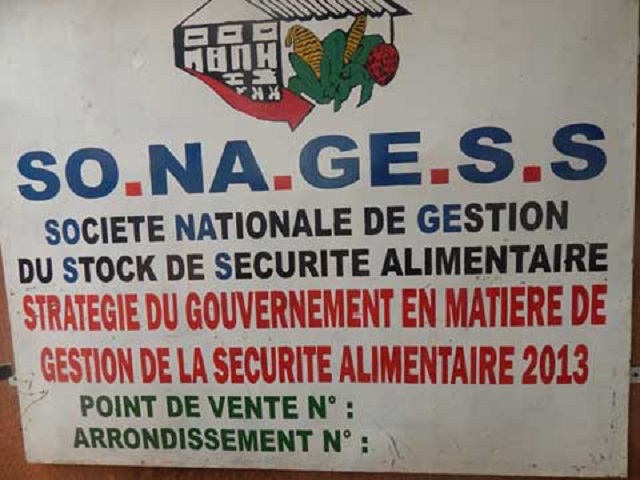 SO.NA.GE.S.S
SOCIETE NATIONALE DE GESTION
DU STOCK DE SECURITE ALIMENTAIRE
STRATEGIE DU GOUVERNEMENT EN MATIERE DE
GESTION DE LA SECURITE ALIMENTAIRE 2013
POINT DE VENTE N° :
ARRONDISSEMENT N° :